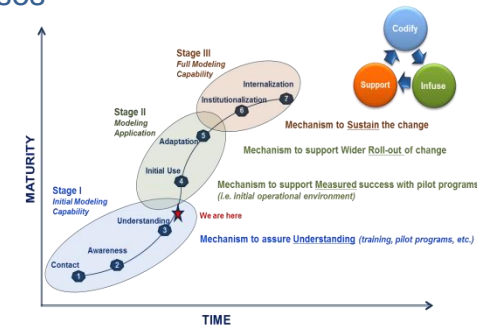 Stage III
Full Modeling
Capability
Codify
Support
Infuse
Internalization
Institutionalization
7
6
Mechanism to Sustain the change
Stage II
Modeling
Application
Adaptation
5
Mechanism to support Wider Roll-out of change
Initial Use
4
Mechanism to support Measured success with pilot programs
(i.e. initial operational environment)
Stage I
Initial Modeling
Capability
Understanding
3
We are here
Mechanism to assure Understanding (training, pilot programs, etc.)
Awareness
2
Contact
1
MATURITY
TIME